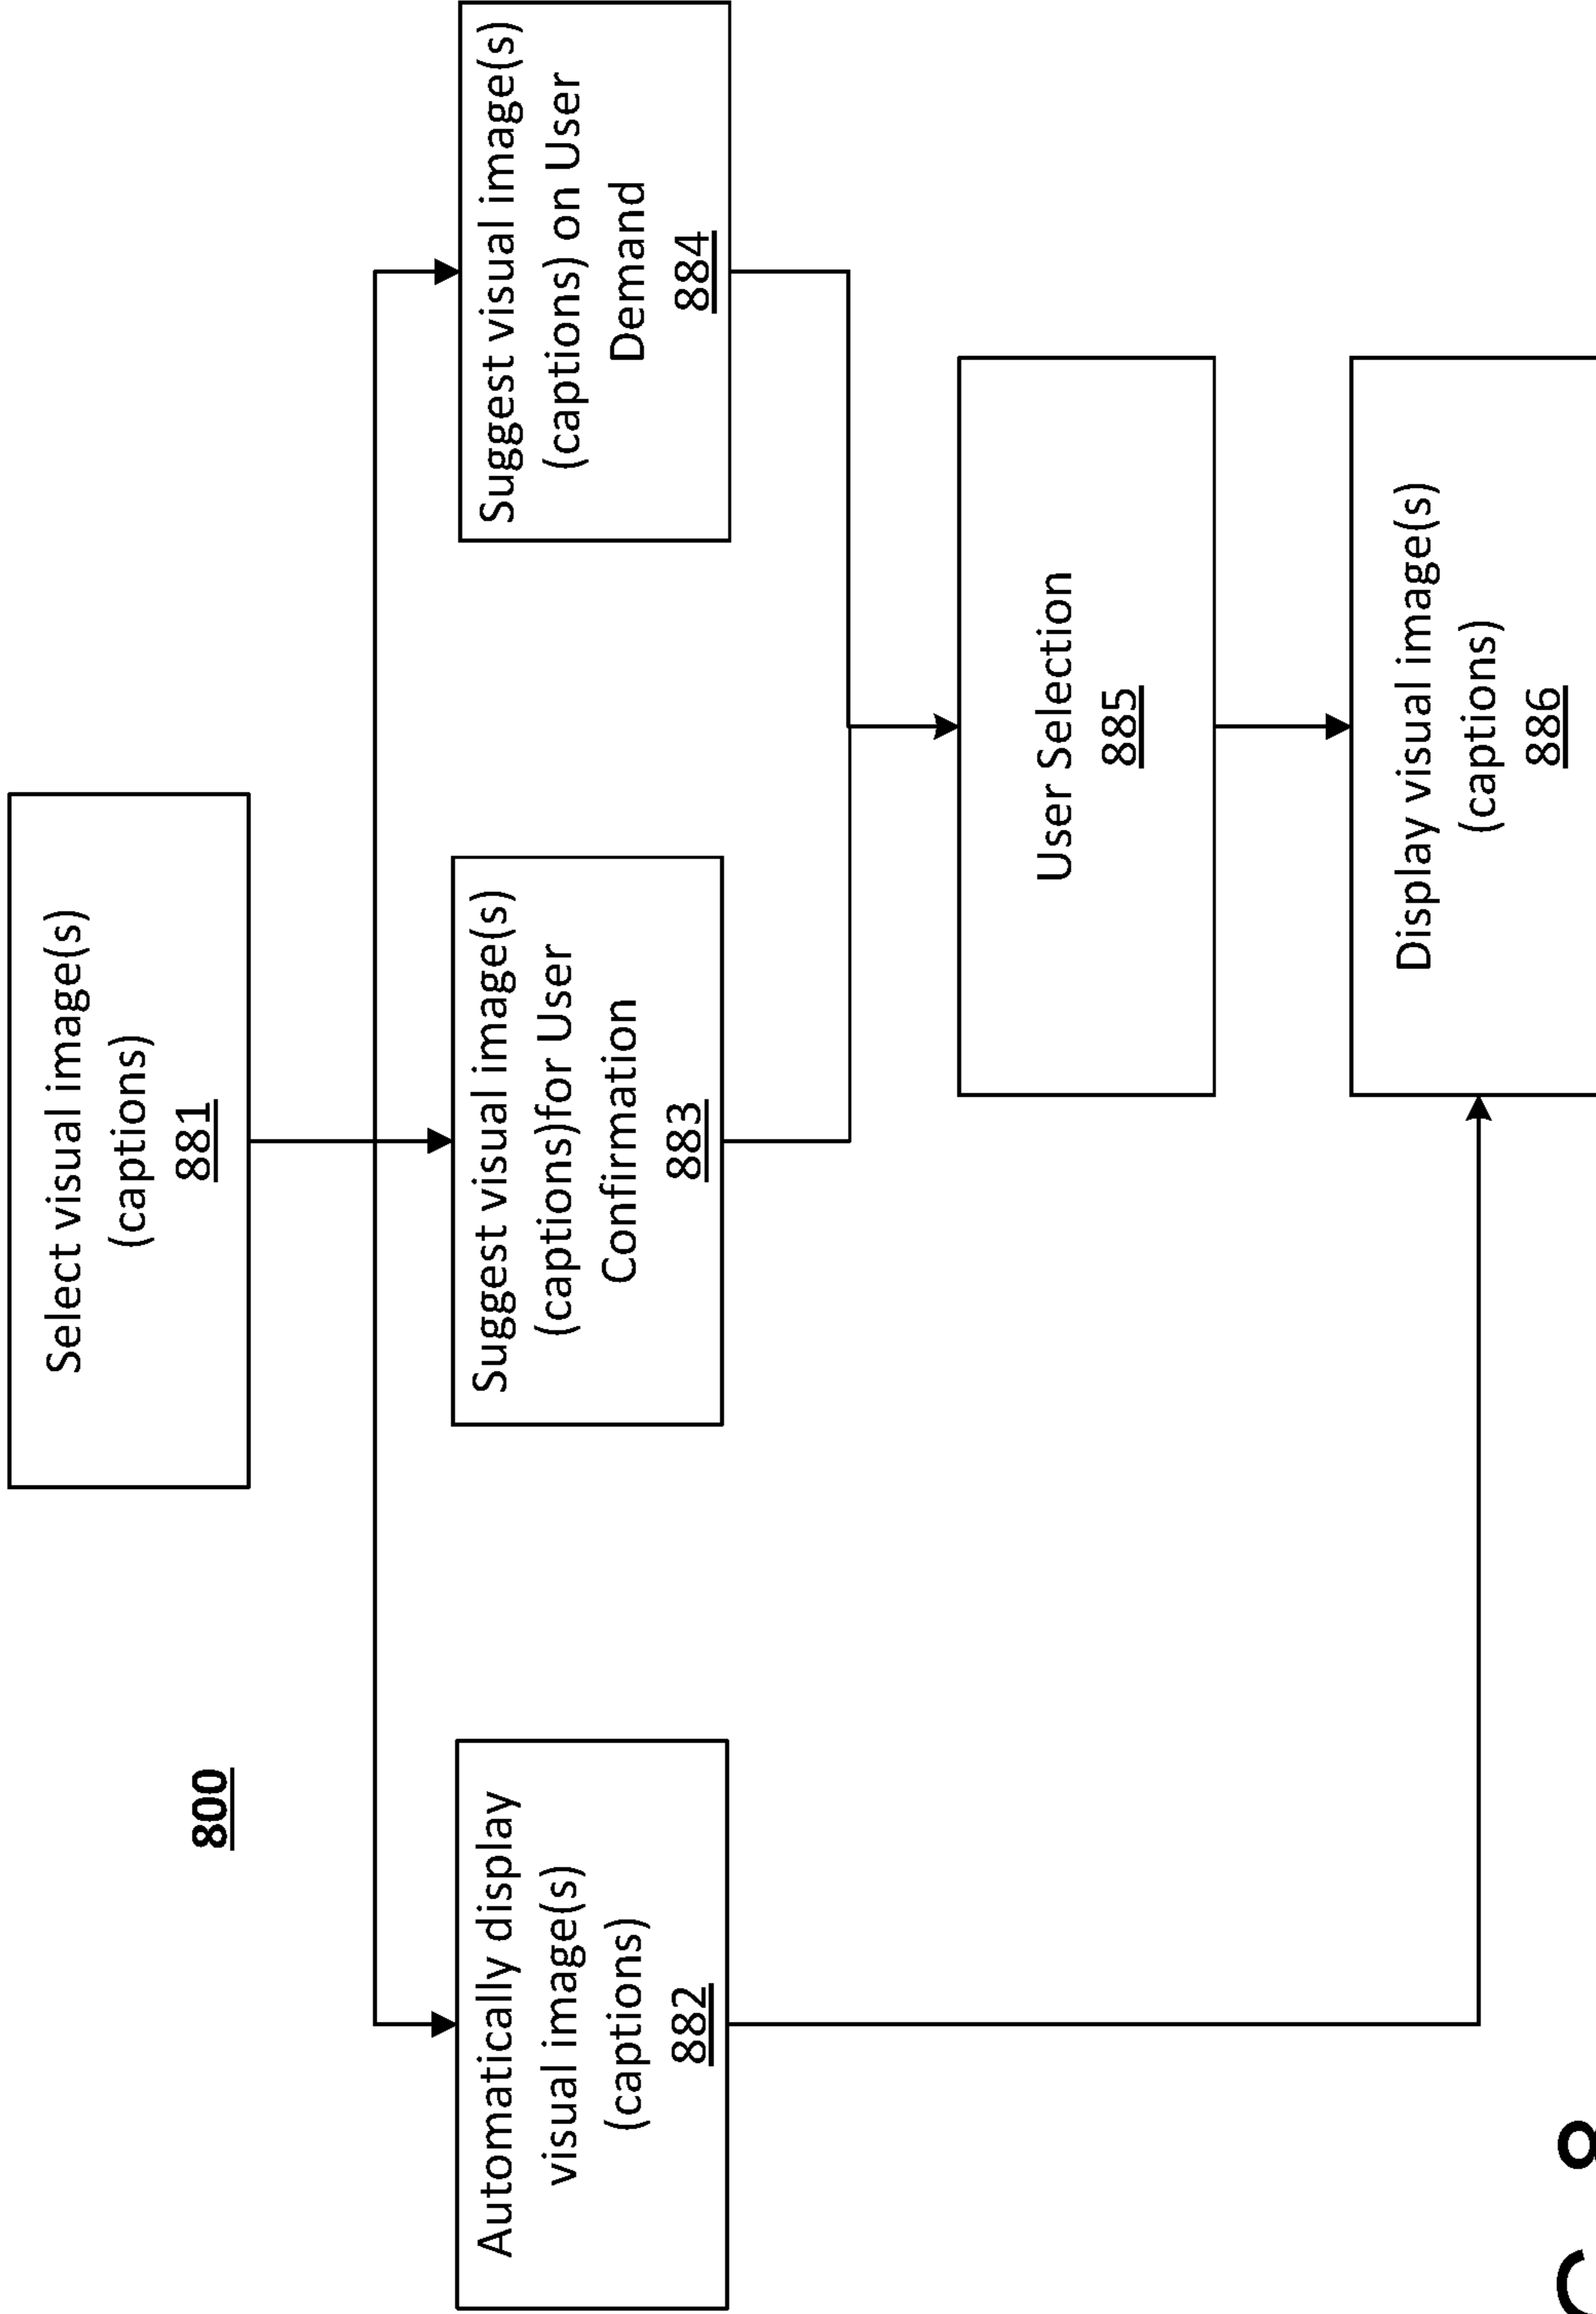 Select visual image(s)
(captions)
881
800
Automatically display
visual image(s)
(captions)
882
Suggest visual image(s)
(captions)for User
Confirmation
883
Suggest visual image(s)
(captions) on User
Demand
884
User Selection
885
Display visual image(s)
(captions)
886